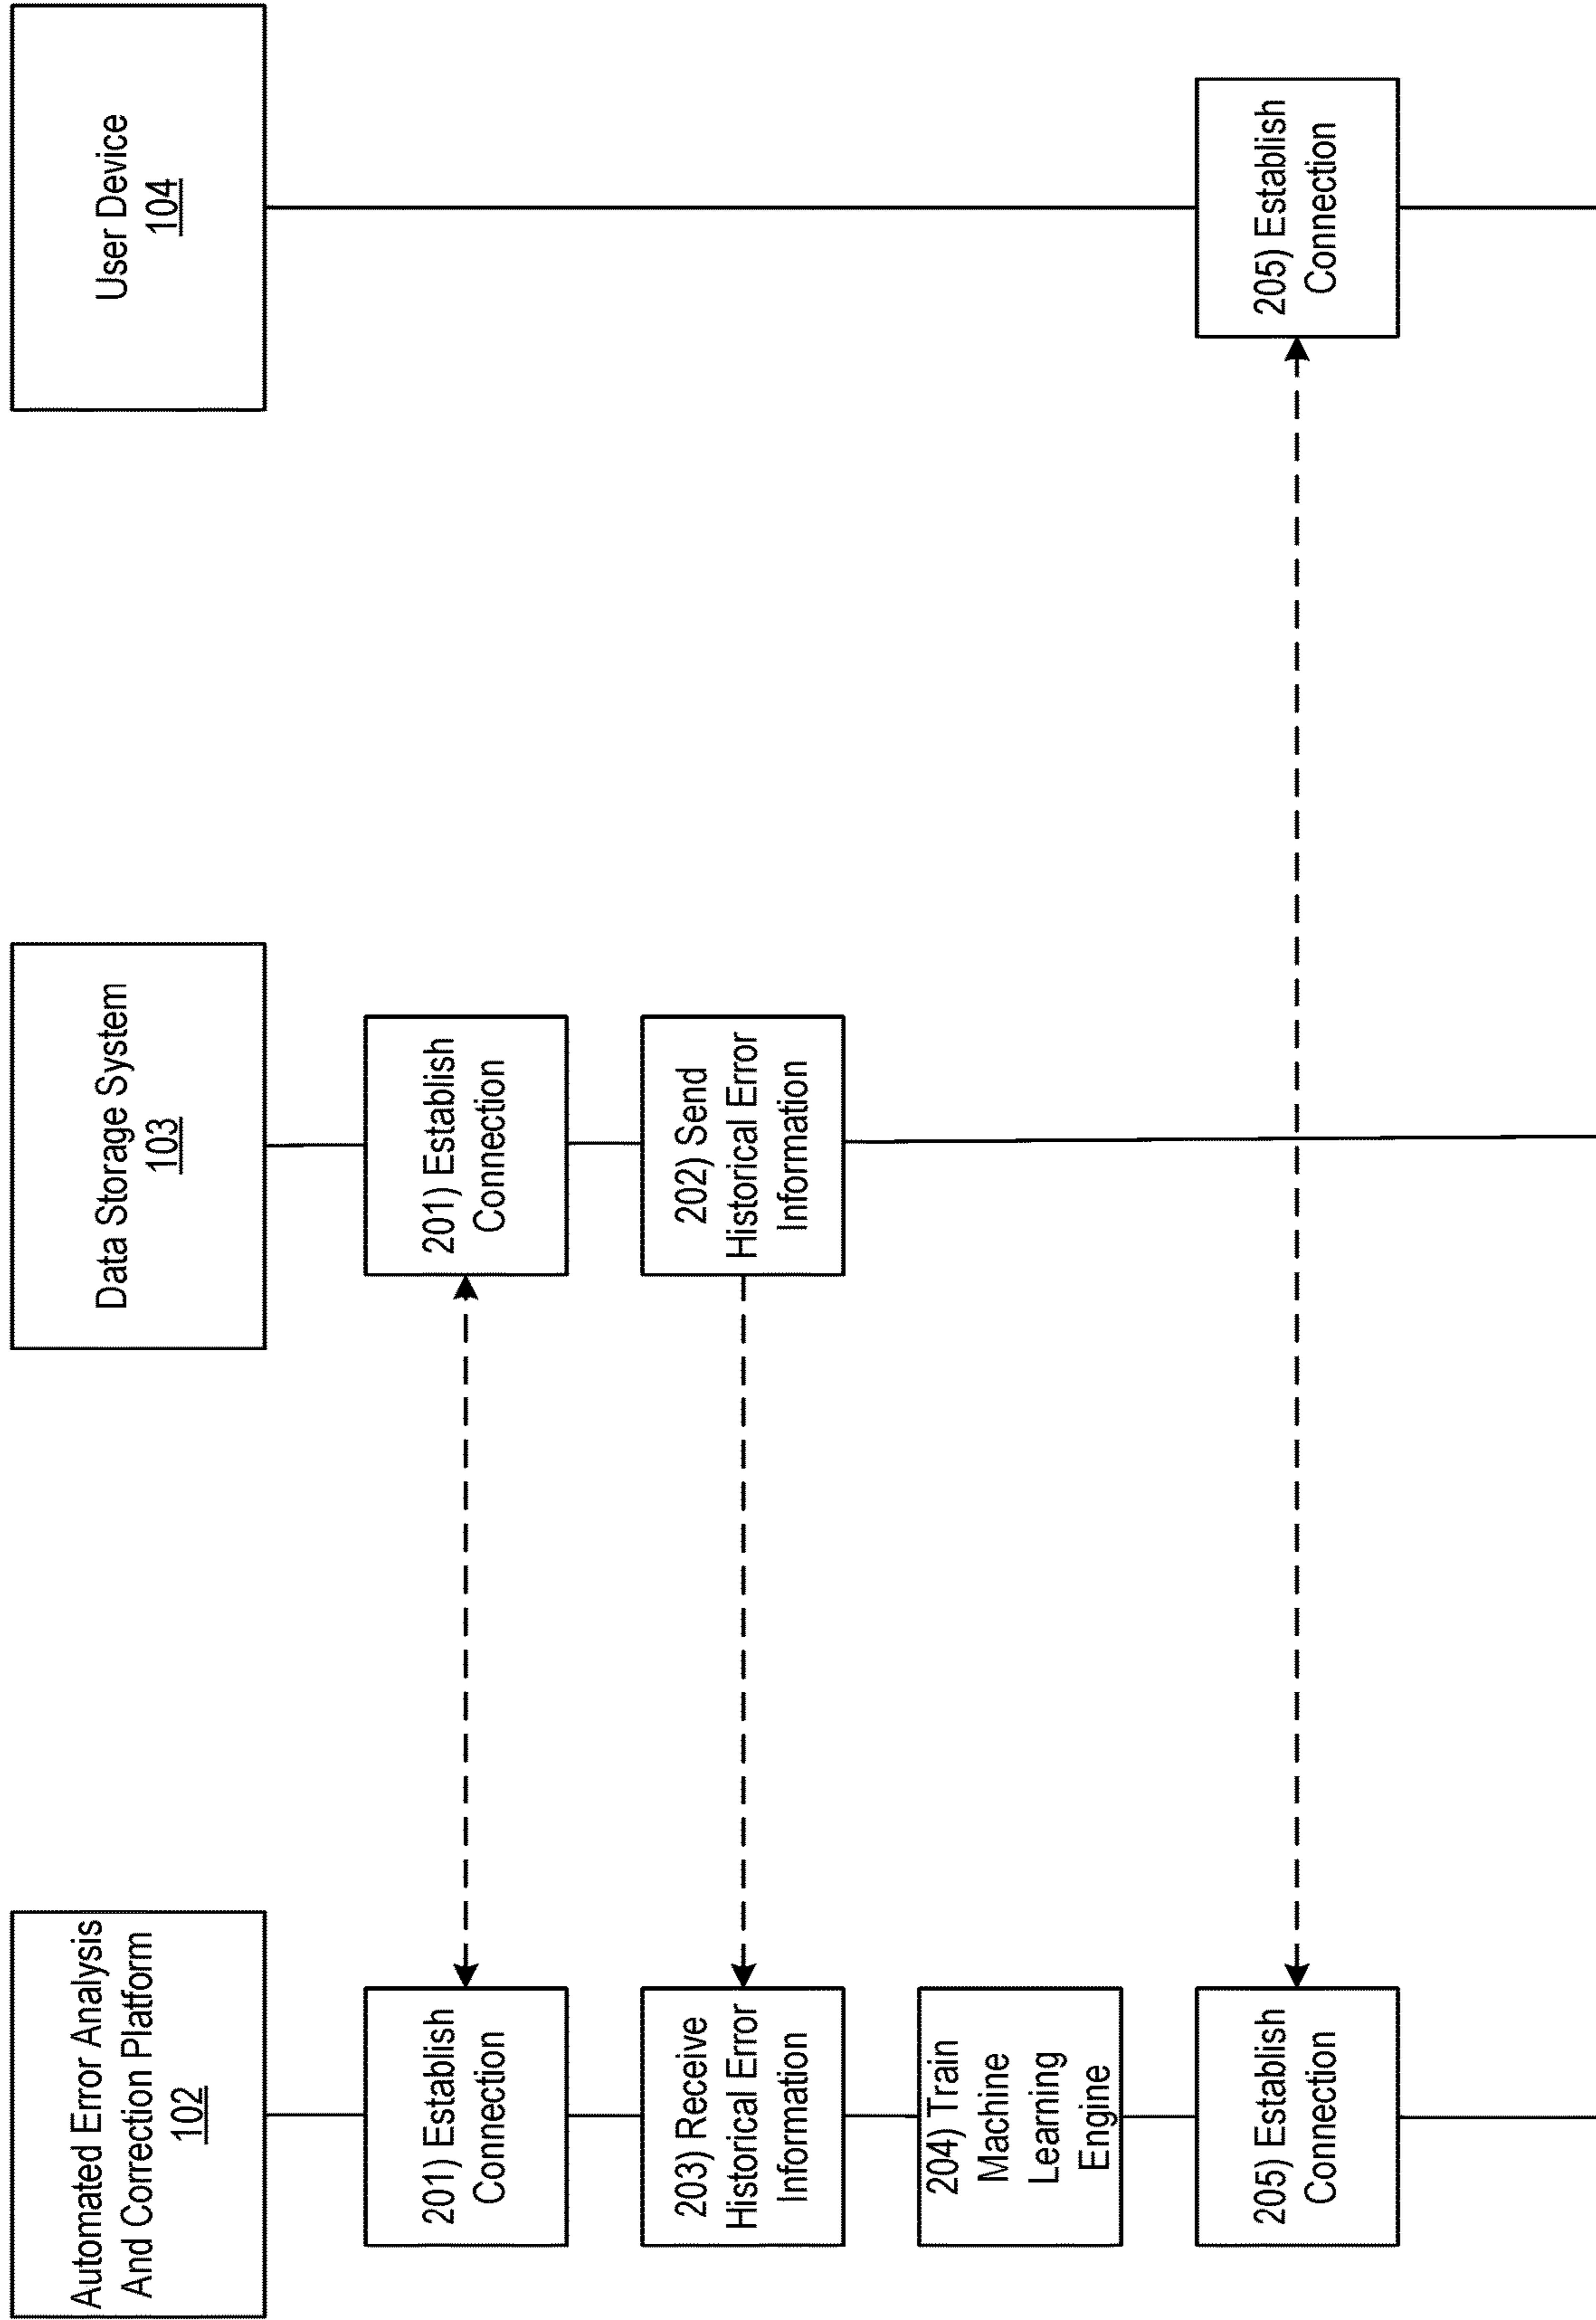 Automated Error Analysis
And Correction Platform
102
Data Storage System
103
User Device
104
201) Establish
Connection
201) Establish
Connection
203) Receive
Historical Error
Information
202) Send
Historical Error
Information
204) Train
Machine
Learning
Engine
205) Establish
Connection
205) Establish
Connection